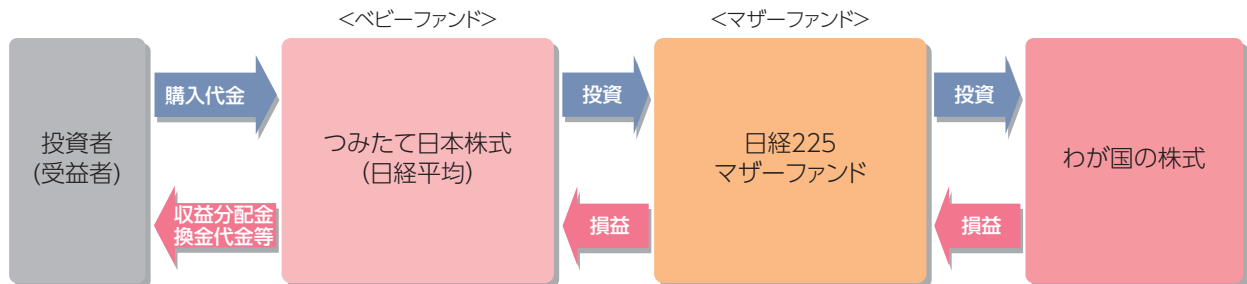 <ベビーファンド>
<マザーファンド>
投資者
(受益者)
購入代金
収益分配金
換金代金等
つみたて日本株式
(日経平均)
投資
損益
日経225
マザーファンド
投資
損益
わが国の株式